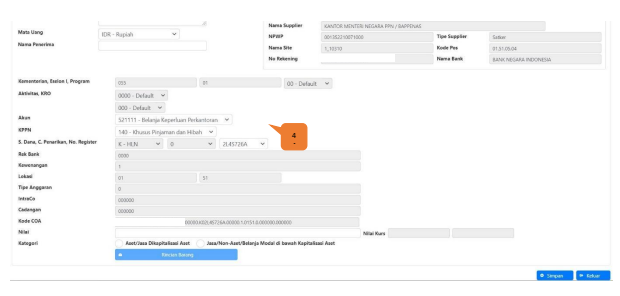 Nama Supplier KANTOR MENTERI NEGARA PPN / BAPPENAS
Mata Uang IDR - Rupiah NPWP 001352210071000 Tipe Supplier Satker
Nama Penerima Nama Site 1_10310 Kode Pos 01.51.09.04
No Rekening Nama Bank BANK NEGARA INDONESIA
Kementerian, Eselon I, Program 055 01 00 - Default
Aktivitas, KRO 0000 - Default
000 - Default
Akun 521111 - Belanja Keperluan Perkantoran
KPPN 140 - Khusus Pinjaman dan Hibah
4
.
S. Dana, C. Penarikan, No. Register K - HLN 0 2L45726A
Rek Bank 0000
Kewenangan 1
Lokasi 01 51
Tipe Anggaran 0
IntraCo 000000
Cadangan 000000
Kode COA
Nilai Nilai Kurs
Kategori Aset/Jasa Dikapitalisasi Aset Jasa/Non-Aset/Belanja Modal di bawah Kapitalisasi Aset
Rincian Barang
Simpan Keluar